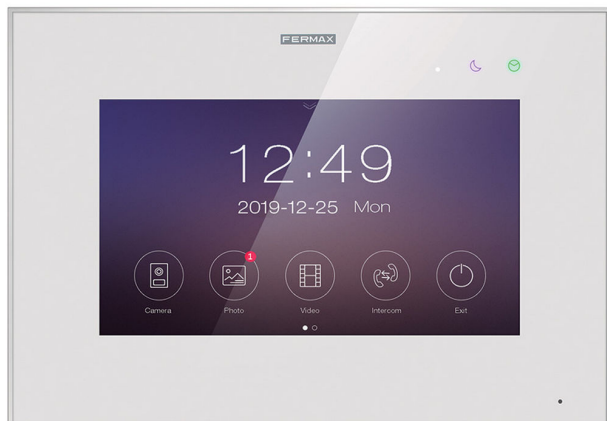 FERMAX
12:49
2019-12-25 Mon
1
Camera Photo Video Intercom Exit